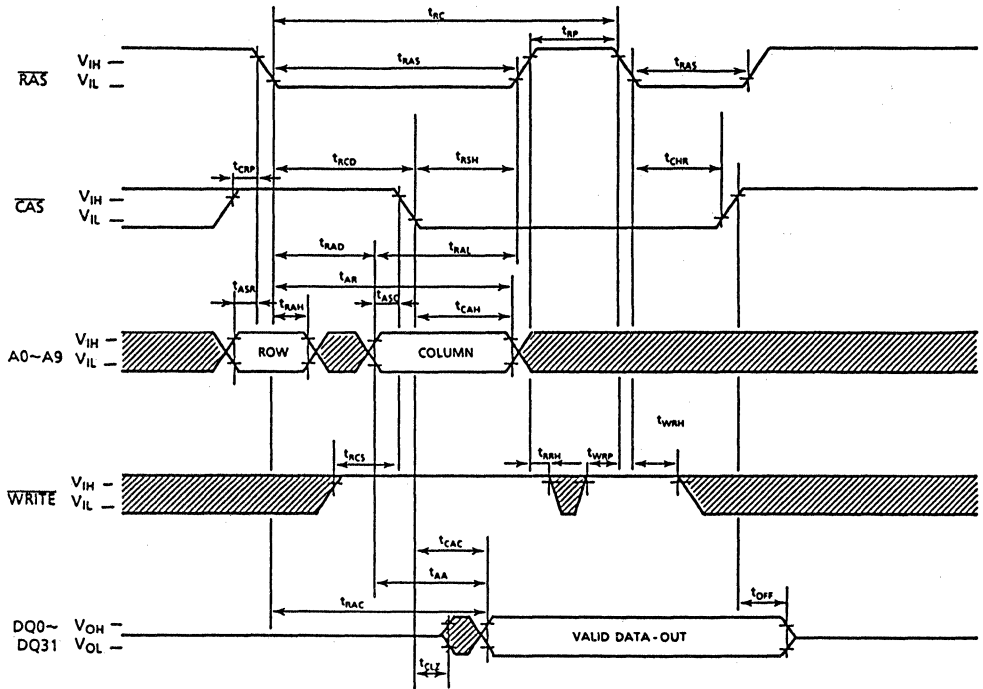 tRC
tRP
RAS
VIH
VIL
tRAS
tRAS
tCRP
tRCD
tRSH
tCHR
CAS
VIH
VIL
tRAD
tRAL
tAR
tASR
tRAH
tASC
tCAH
A0~A9
VIH
VIL
ROW
COLUMN
tWRH
tRCS
tRRH
tWRP
WRITE
VIH
VIL
tCAC
tAA
tRAC
tOFF
DQ0~
DQ31
VOH
VOL
VALID DATA-OUT
tCLZ